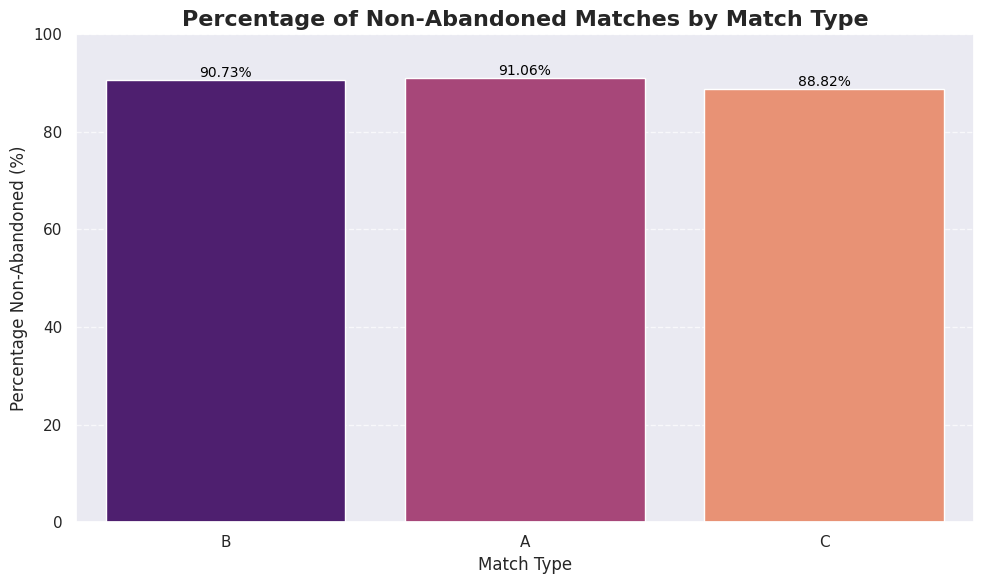 Percentage of Non-Abandoned Matches by Match Type
Percentage Non-Abandoned (%)
100
80
60
40
20
0
90.73%
91.06%
88.82%
B
A
C
Match Type